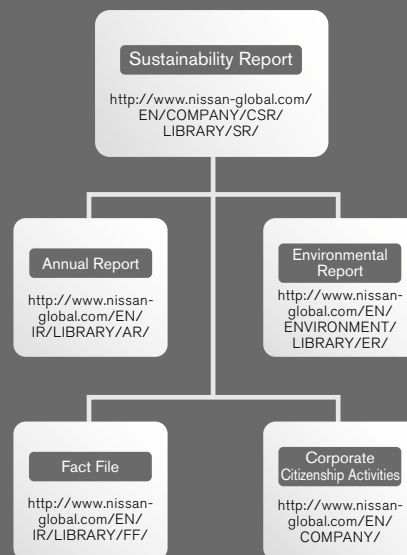 Sustainability Report
http://www.nissan-global.com/
EN/COMPANY/CSR/
LIBRARY/SR/
Annual Report
http://www.nissan-
global.com/EN/
IR/LIBRARY/AR/
Environmental
Report
http://www.nissan-
global.com/EN/
ENVIRONMENT/
LIBRARY/ER/
Fact File
http://www.nissan-
global.com/EN/
IR/LIBRARY/FF/
Corporate
Citizenship Activities
http://www.nissan-
global.com/EN/
COMPANY/